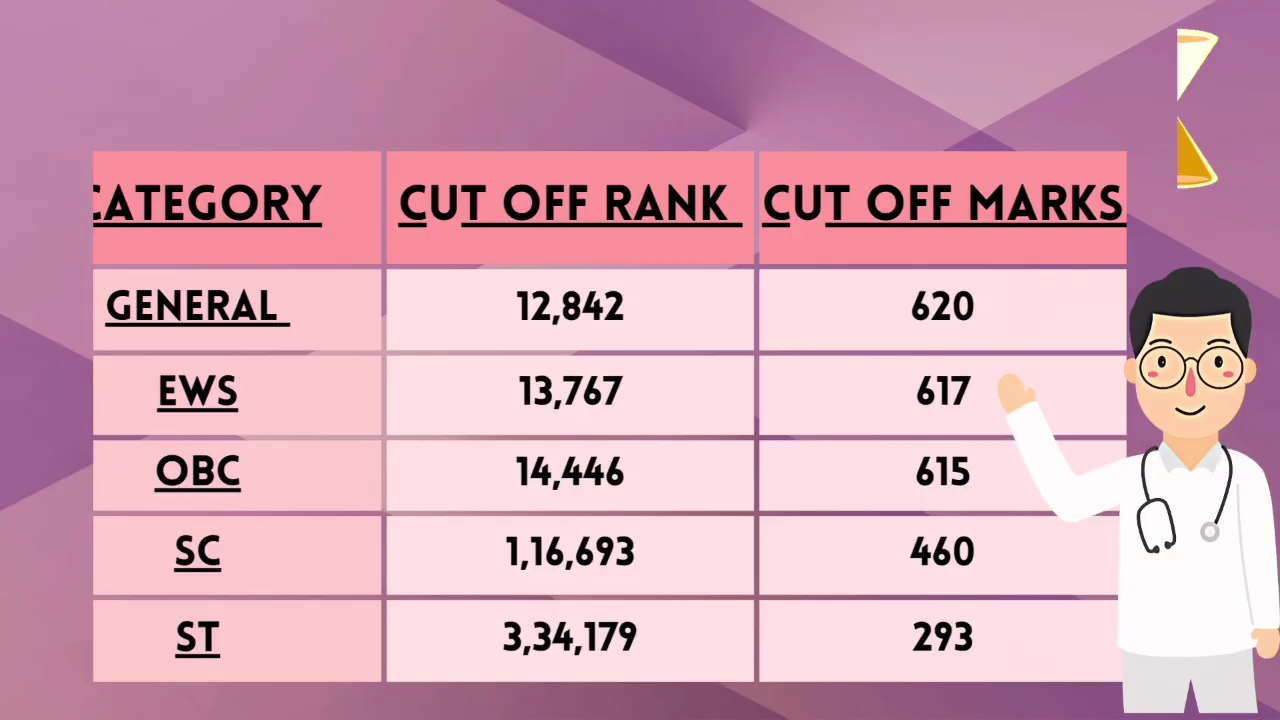 CATEGORY CUT OFF RANK CUT OFF MARKS
GENERAL 12,842 620
EWS 13,767 617
OBC 14,446 615
SC 1,16,693 460
ST 3,34,179 293